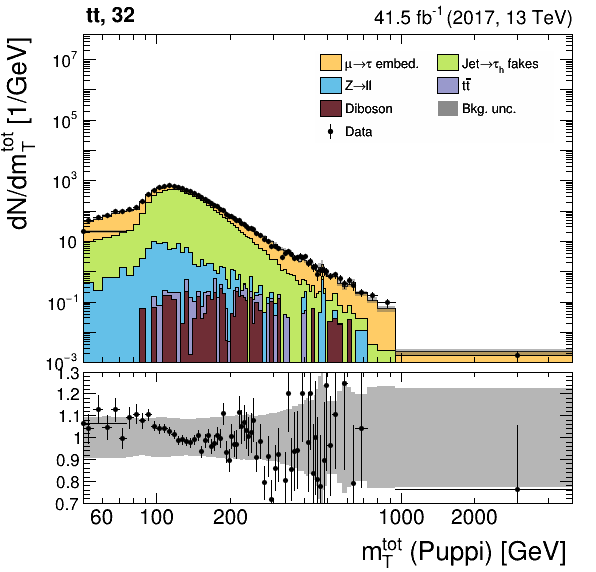 tt, 32
41.5 fb⁻¹ (2017, 13 TeV)
dN/dm_T^tot [1/GeV]
10⁷
10⁵
10³
10
10⁻¹
10⁻³
μ→τ embed.
Jet→τ_h fakes
Z→ll
tt̄
Diboson
Bkg. unc.
Data
1.3
1.2
1.1
1
0.9
0.8
0.7
60 100 200 1000 2000
m_T^tot (Puppi) [GeV]